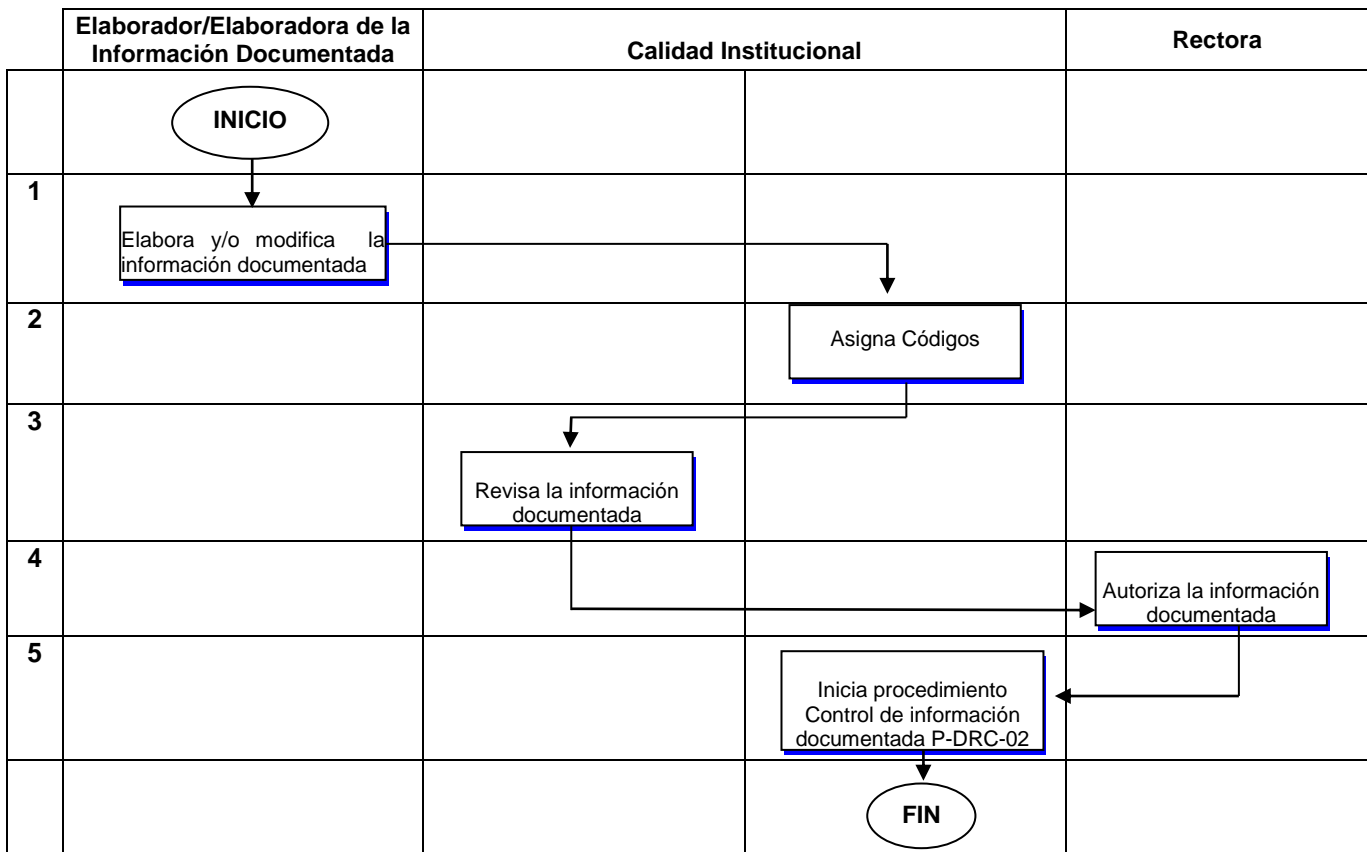 Elaborador/Elaboradora de la
Información Documentada
Calidad Institucional
Rectora
INICIO
1
Elabora y/o modifica la
información documentada
2
Asigna Códigos
3
Revisa la información
documentada
4
Autoriza la información
documentada
5
Inicia procedimiento
Control de información
documentada P-DRC-02
FIN